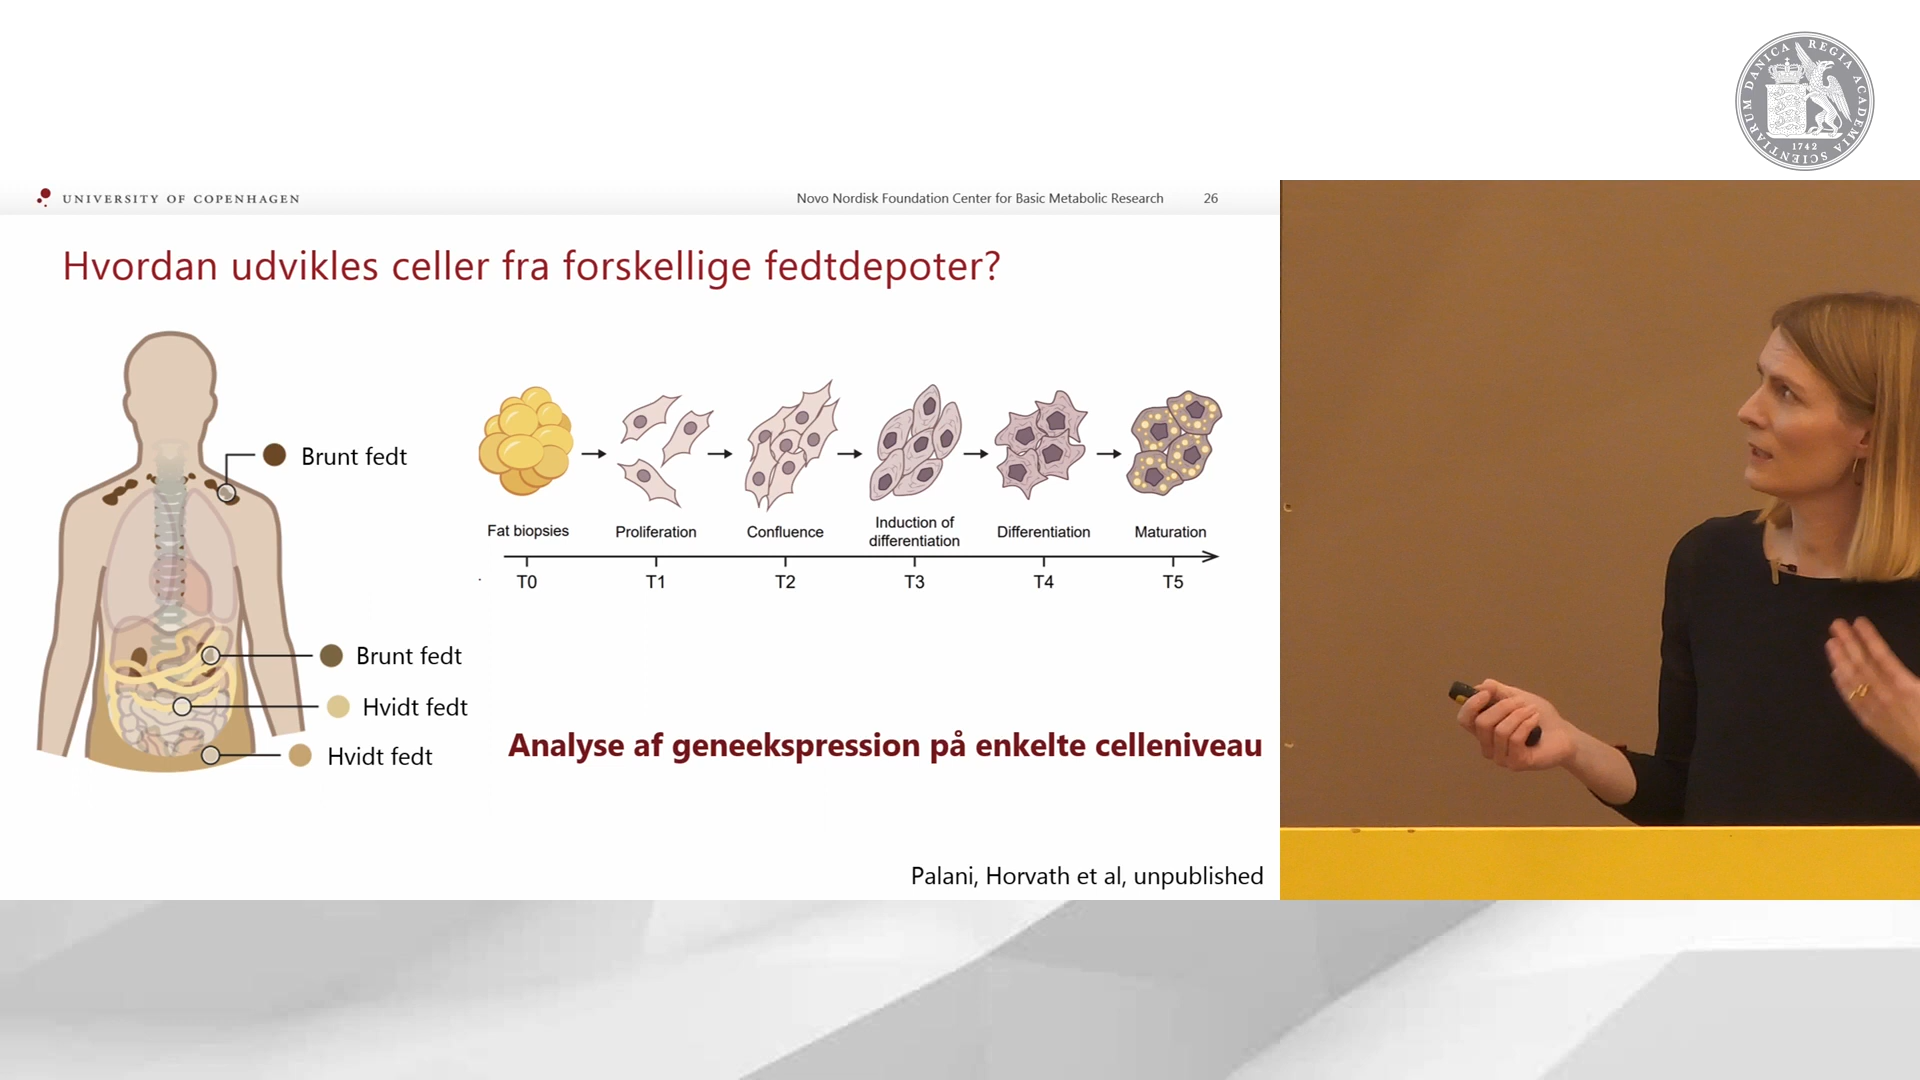 REGIA ACADEMIA SCIENTIARUM DANICA
1742
UNIVERSITY OF COPENHAGEN
Novo Nordisk Foundation Center for Basic Metabolic Research
26
Hvordan udvikles celler fra forskellige fedtdepoter?
Brunt fedt
Brunt fedt
Hvidt fedt
Hvidt fedt
Fat biopsies
Proliferation
Confluence
Induction of
differentiation
Differentiation
Maturation
T0
T1
T2
T3
T4
T5
Analyse af geneekspression på enkelte celleniveau
Palani, Horvath et al, unpublished